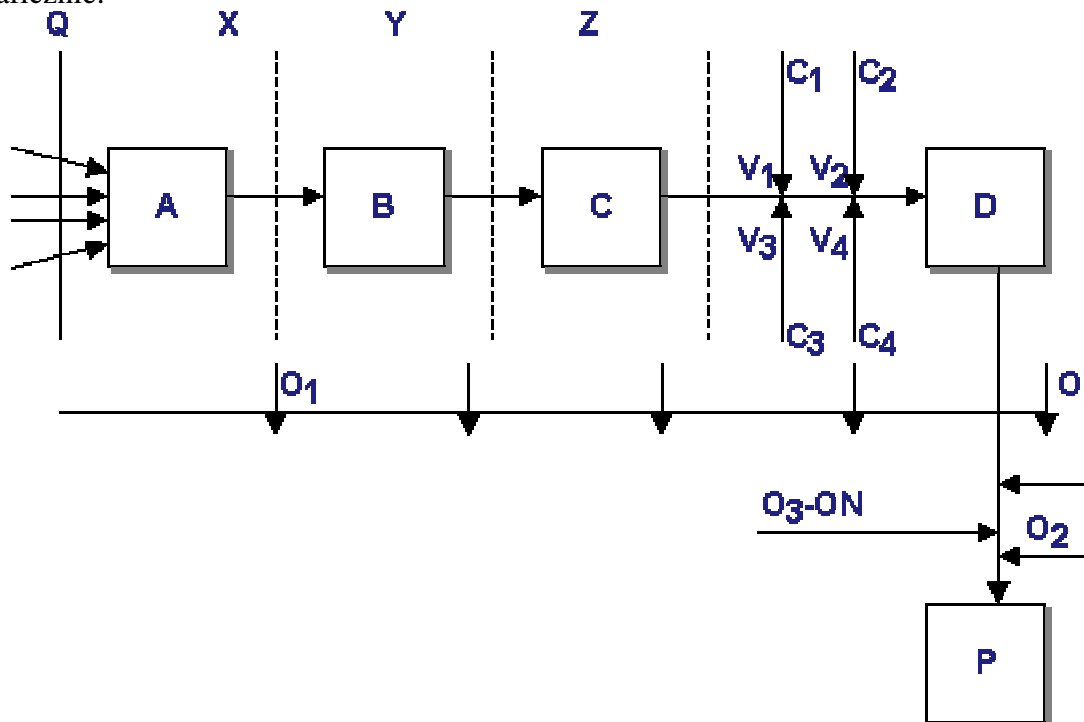 Q X Y Z
C1 C2
V1 V2
A B C D
V3 V4
C3 C4
O1 O
O3-ON
O2
P